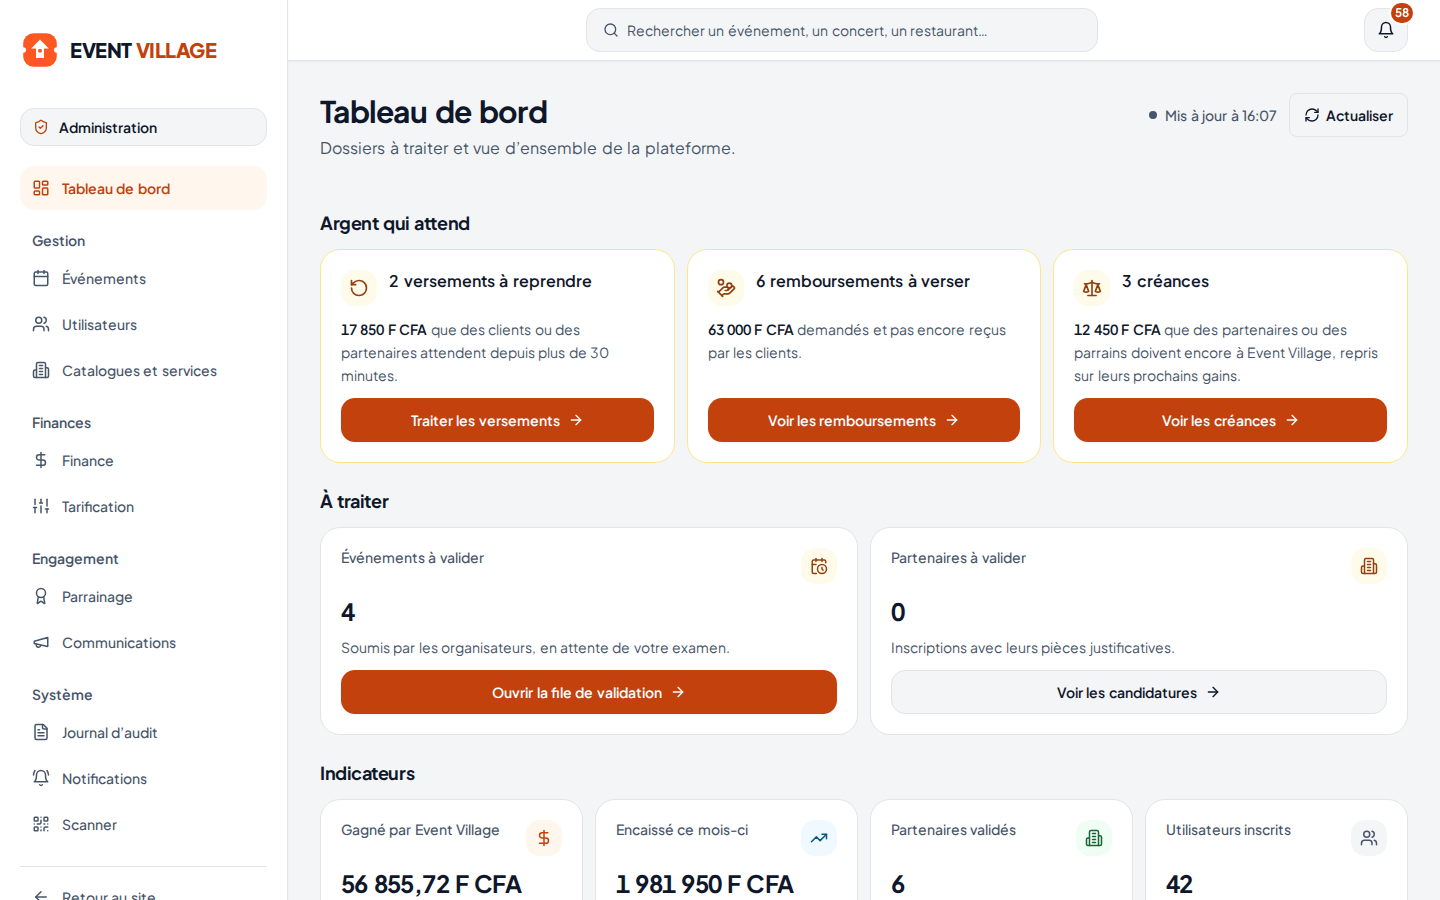 EVENT VILLAGE
Rechercher un événement, un concert, un restaurant…
58
Administration
Tableau de bord
Gestion
Événements
Utilisateurs
Catalogues et services
Finances
Finance
Tarification
Engagement
Parrainage
Communications
Système
Journal d’audit
Notifications
Scanner
Retour au site
Tableau de bord
Dossiers à traiter et vue d’ensemble de la plateforme.
Mis à jour à 16:07
Actualiser
Argent qui attend
2 versements à reprendre
17 850 F CFA que des clients ou des
partenaires attendent depuis plus de 30
minutes.
Traiter les versements
6 remboursements à verser
63 000 F CFA demandés et pas encore reçus
par les clients.
Voir les remboursements
3 créances
12 450 F CFA que des partenaires ou des
parrains doivent encore à Event Village, repris
sur leurs prochains gains.
Voir les créances
À traiter
Événements à valider
4
Soumis par les organisateurs, en attente de votre examen.
Ouvrir la file de validation
Partenaires à valider
0
Inscriptions avec leurs pièces justificatives.
Voir les candidatures
Indicateurs
Gagné par Event Village
56 855,72 F CFA
Encaissé ce mois-ci
1 981 950 F CFA
Partenaires validés
6
Utilisateurs inscrits
42